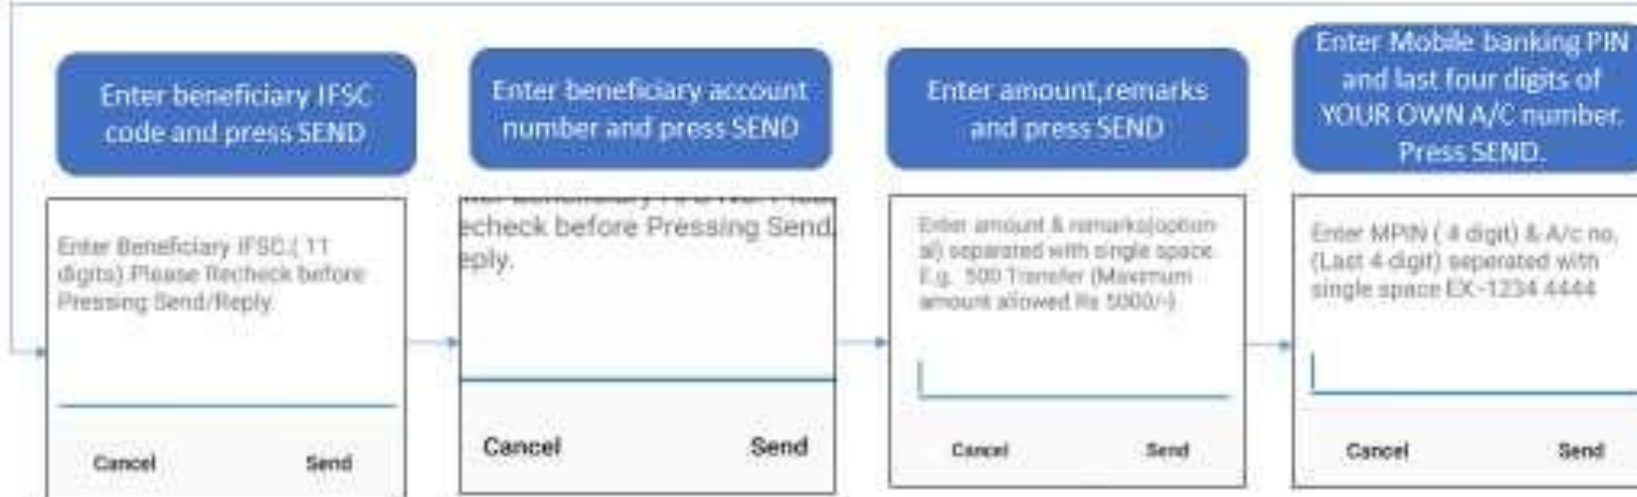 Enter beneficiary IFSC
code and press SEND
Enter beneficiary account
number and press SEND
Enter amount,remarks
and press SEND
Enter Mobile banking PIN
and last four digits of
YOUR OWN A/C number.
Press SEND.
Enter Beneficiary IFSC.( 11
digits).Please Recheck before
Pressing Send/Reply.
Cancel
Send
echeck before Pressing Send.
eply.
Cancel
Send
Enter amount & remarks(option-
al) separated with single space.
E.g. 500 Transfer (Maximum
amount allowed Rs 5000/-)
Cancel
Send
Enter MPIN ( 4 digit) & A/c no.
(Last 4 digit) seperated with
single space EX:-1234 4444
Cancel
Send